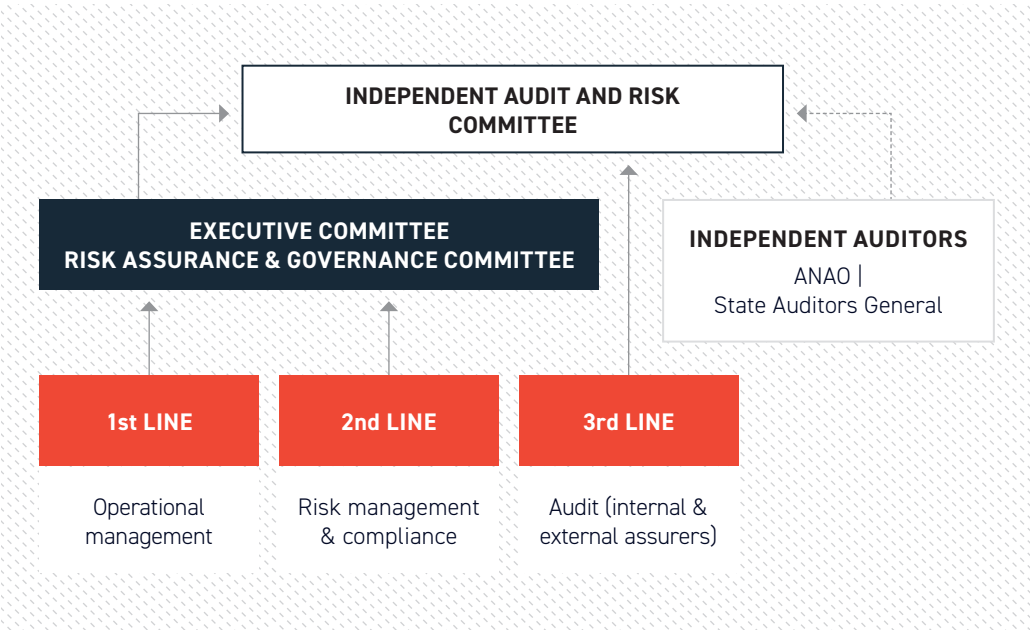 INDEPENDENT AUDIT AND RISK
COMMITTEE
EXECUTIVE COMMITTEE
RISK ASSURANCE & GOVERNANCE COMMITTEE
INDEPENDENT AUDITORS
ANAO |
State Auditors General
1st LINE
2nd LINE
3rd LINE
Operational
management
Risk management
& compliance
Audit (internal &
external assurers)